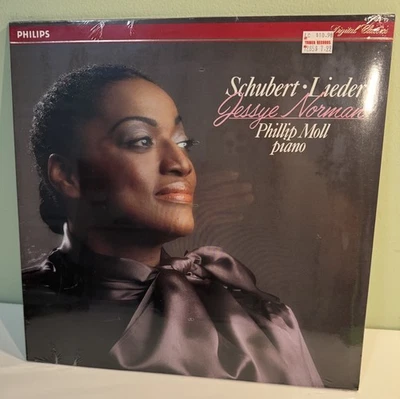 PHILIPS
Digital Classics
Schubert · Lieder
Jessye Norman
Phillip Moll
piano